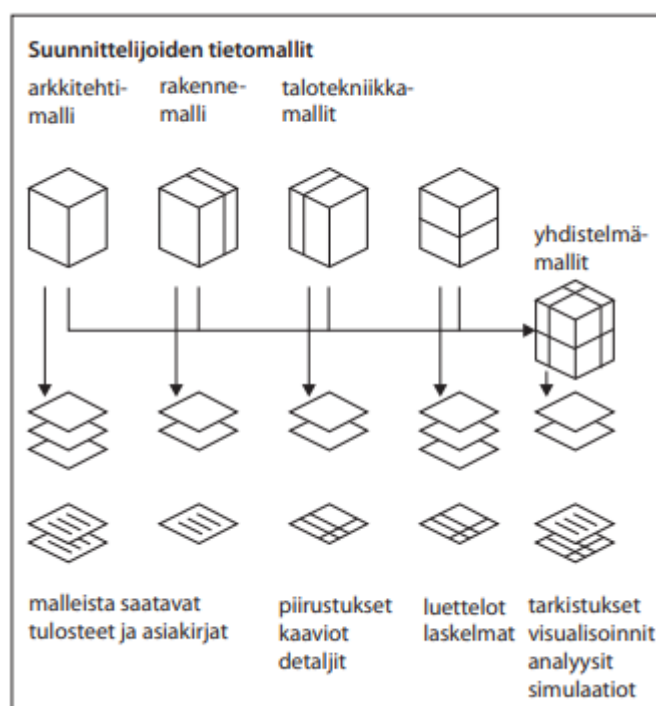 Suunnittelijoiden tietomallit
arkkitehti-
malli
rakenne-
malli
talotekniikka-
mallit
yhdistelmä-
mallit
malleista saatavat
tulosteet ja asiakirjat
piirustukset
kaaviot
detaljit
luettelot
laskelmat
tarkistukset
visualisoinnit
analyysit
simulaatiot